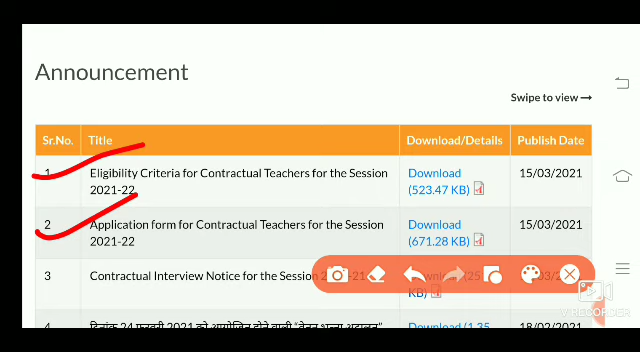 Announcement
Swipe to view →
Sr.No. Title Download/Details Publish Date
1 Eligibility Criteria for Contractual Teachers for the Session 2021-22 Download (523.47 KB) 15/03/2021
2 Application form for Contractual Teachers for the Session 2021-22 Download (671.28 KB) 15/03/2021
3 Contractual Interview Notice for the Session KB)
4 दिनांक 24 फरवरी 2021 को आयोजित होने वाली Download (1.35 18/02/2021